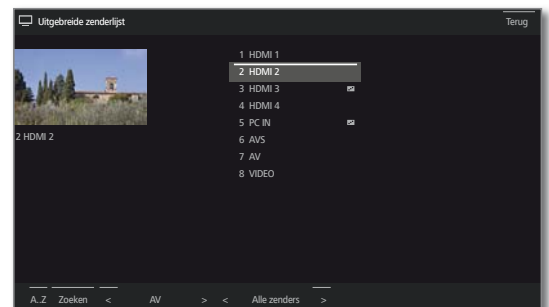 Uitgebreide zenderlijst
Terug
1 HDMI 1
2 HDMI 2
3 HDMI 3
4 HDMI 4
5 PC IN
6 AVS
7 AV
8 VIDEO
2 HDMI 2
A..Z Zoeken < AV > < Alle zenders >